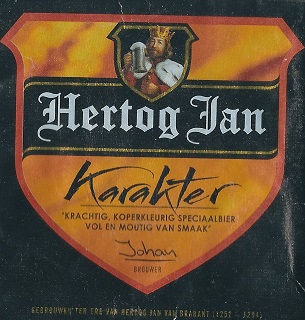 Hertog Jan
Karakter
"KRACHTIG, KOPERKLEURIG SPECIAALBIER
VOL EN MOUTIG VAN SMAAK"
Johan
BROUWER
GEBROUWEN TER ERE VAN HERTOG JAN VAN BRABANT (1252 - 1294)